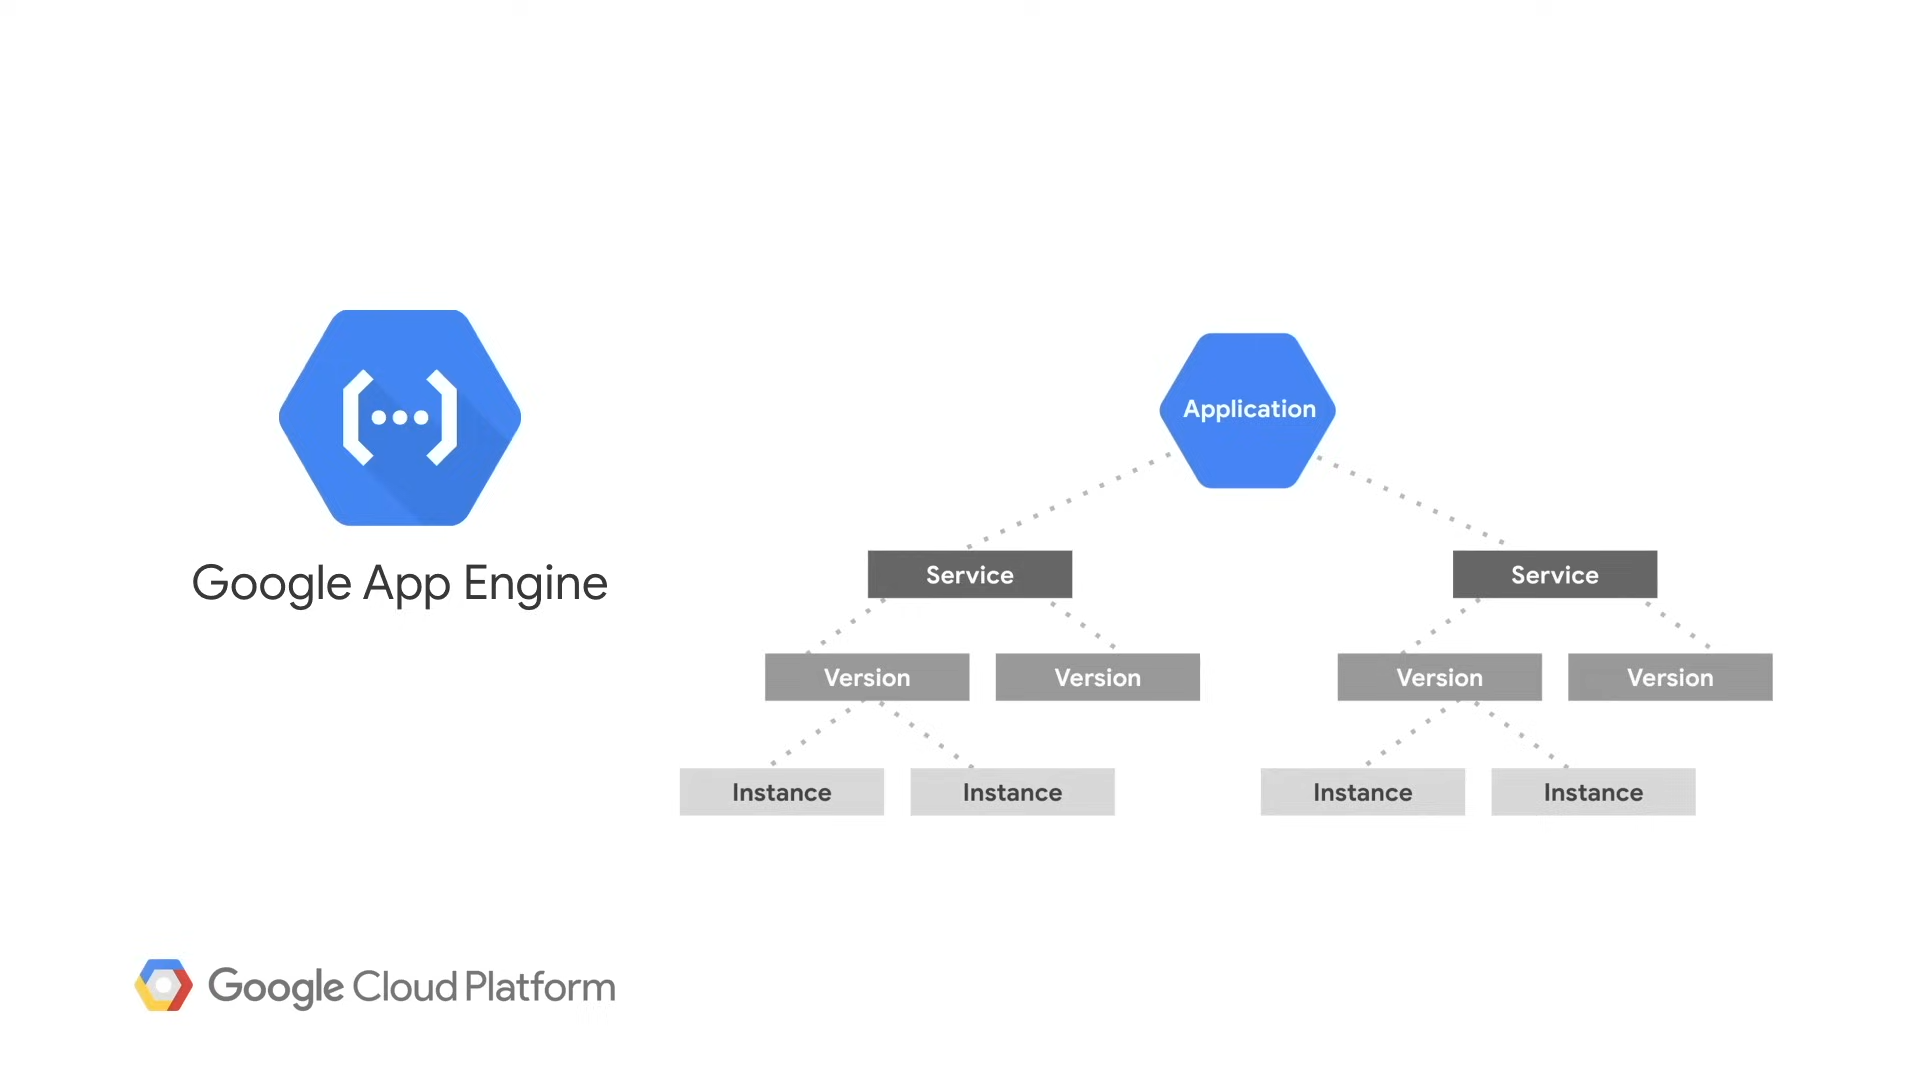 Google App Engine
Application
Service
Service
Version
Version
Version
Version
Instance
Instance
Instance
Instance
Google Cloud Platform